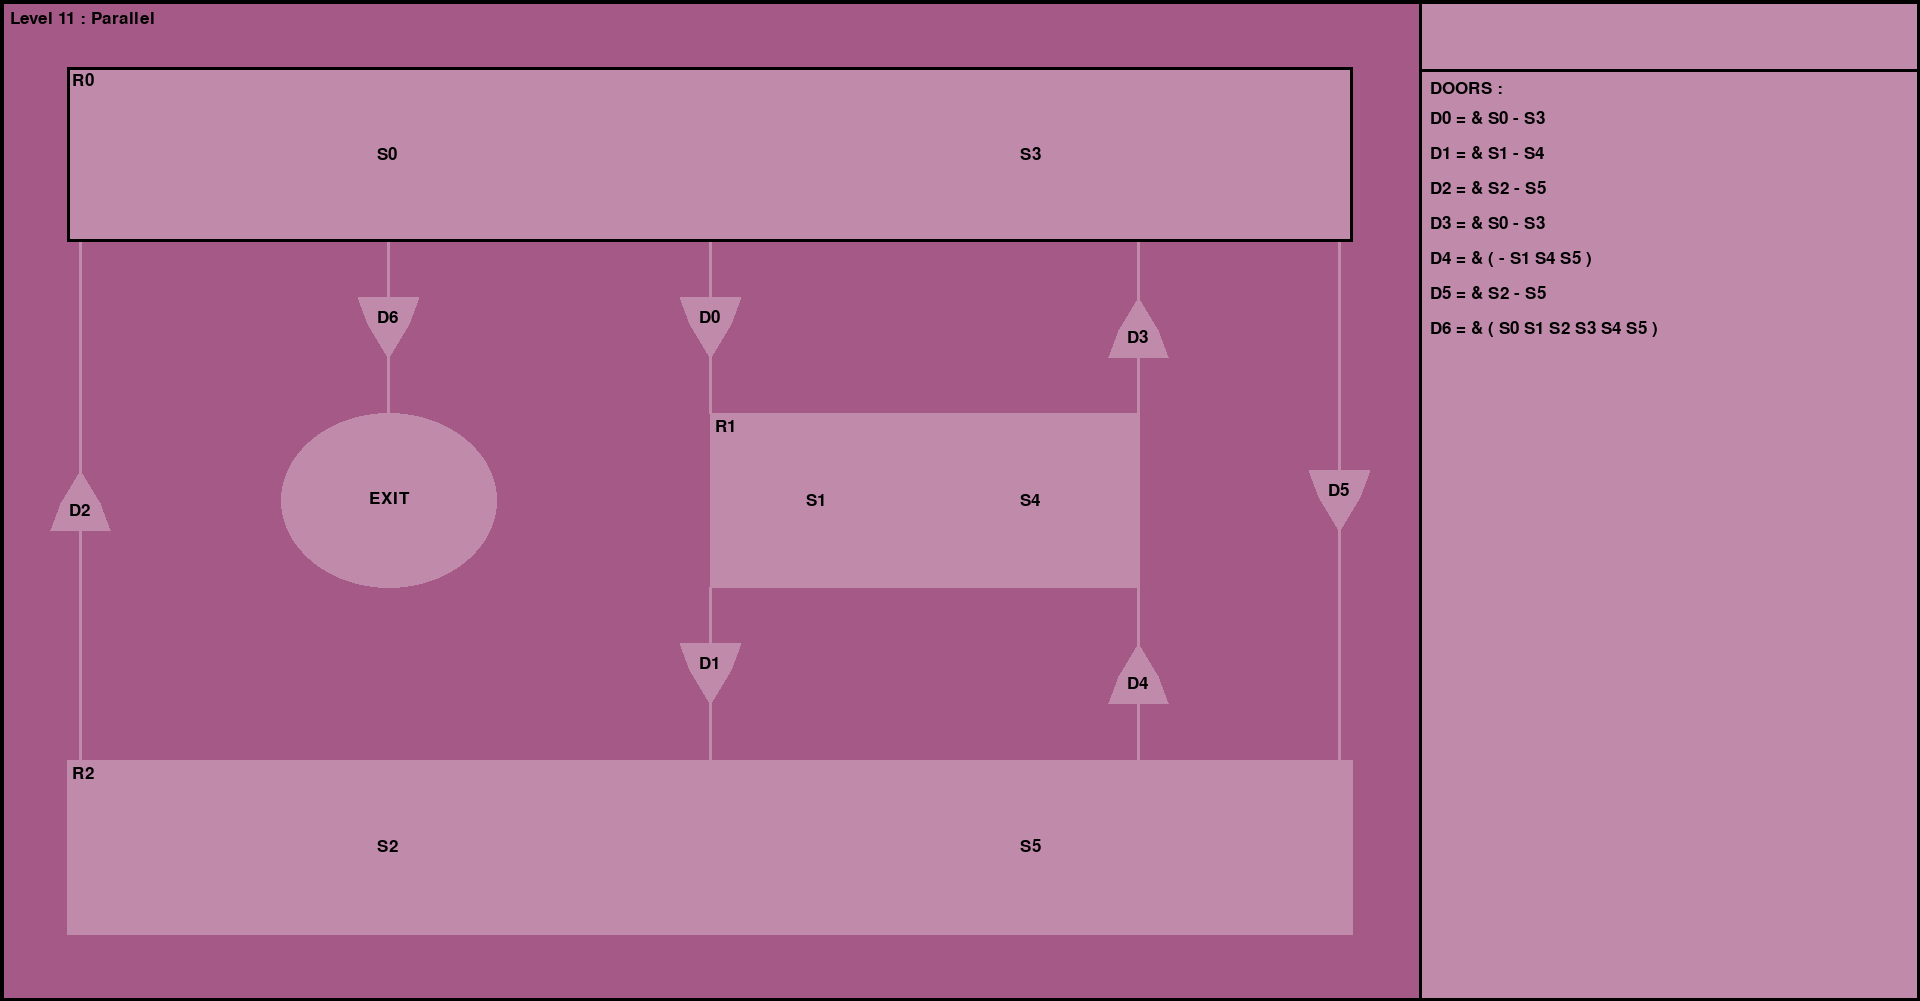 Level 11 : Parallel
R0
S0 S3
D6 D0 D3
R1
EXIT S1 S4
D2 D5
D1 D4
R2
S2 S5
DOORS :
D0 = & S0 - S3
D1 = & S1 - S4
D2 = & S2 - S5
D3 = & S0 - S3
D4 = & ( - S1 S4 S5 )
D5 = & S2 - S5
D6 = & ( S0 S1 S2 S3 S4 S5 )